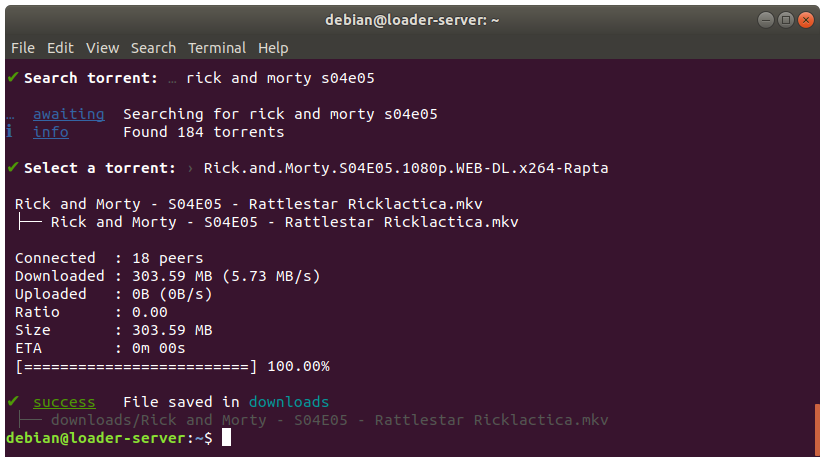 debian@loader-server: ~
File Edit View Search Terminal Help
✔ Search torrent: … rick and morty s04e05
… awaiting Searching for rick and morty s04e05
ℹ info Found 184 torrents
✔ Select a torrent: › Rick.and.Morty.S04E05.1080p.WEB-DL.x264-Rapta
Rick and Morty - S04E05 - Rattlestar Ricklactica.mkv
├── Rick and Morty - S04E05 - Rattlestar Ricklactica.mkv
Connected : 18 peers
Downloaded : 303.59 MB (5.73 MB/s)
Uploaded : 0B (0B/s)
Ratio : 0.00
Size : 303.59 MB
ETA : 0m 00s
[=========================] 100.00%
✔ success File saved in downloads
├── downloads/Rick and Morty - S04E05 - Rattlestar Ricklactica.mkv
debian@loader-server:~$